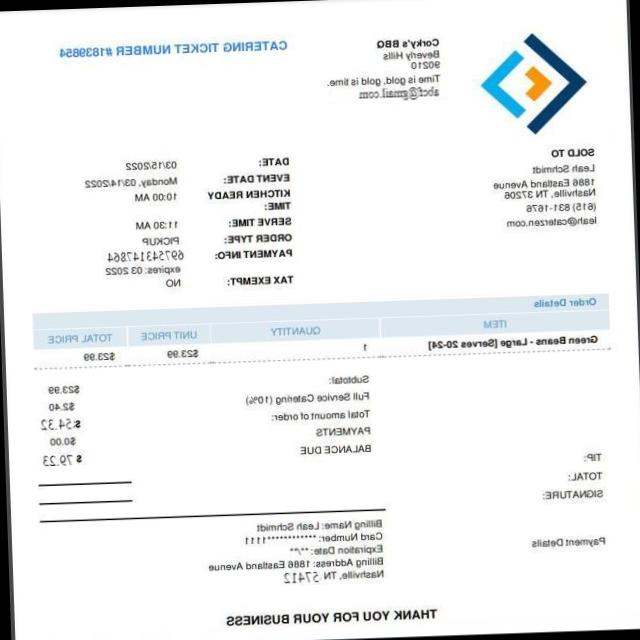 Corky's BBQ
Beverly Hills
90210
Time is gold, gold, is time.
abcf@gmail.com
CATERING TICKET NUMBER #1839854
SOLD TO
Leah Schmidt
1886 Eastland Avenue
Nashville, TN 37206
(615) 831-1676
leah@caterzen.com
DATE: 03/15/2022
EVENT DATE: Monday, 03/14/2022
KITCHEN READY TIME: 10:00 AM
SERVE TIME: 11:30 AM
ORDER TYPE: PICKUP
PAYMENT INFO: 697543147864
expires: 03 2022
TAX EXEMPT: NO
Order Details
ITEM QUANTITY UNIT PRICE TOTAL PRICE
Green Beans - Large [Serves 20-24] 1 $23.99 $23.99
Subtotal: $23.99
Full Service Catering (10%) $2.40
Total amount of order: $ 54.32
PAYMENTS $0.00
BALANCE DUE $ 79.23
TIP:
TOTAL:
SIGNATURE:
Payment Details
Billing Name: Leah Schmidt
Card Number: ************1111
Expiration Date: **/**
Billing Address: 1886 Eastland Avenue
Nashville, TN 57412
THANK YOU FOR YOUR BUSINESS